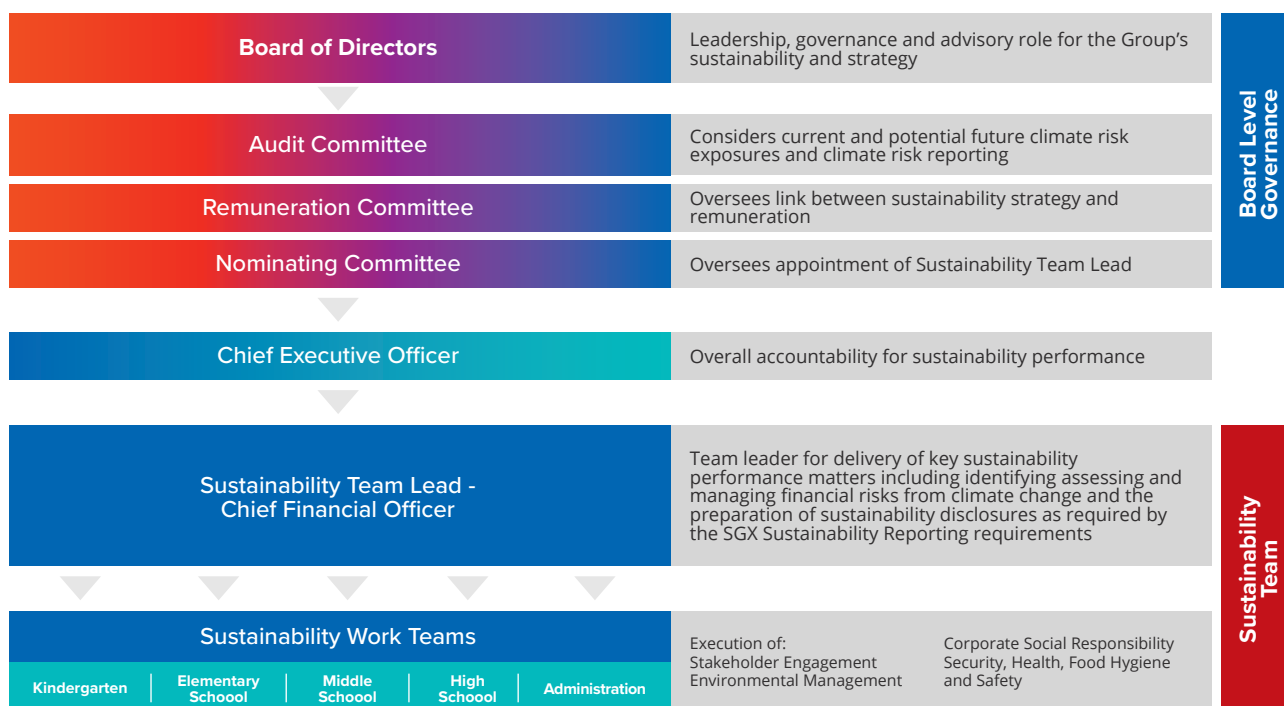 Board of Directors
Leadership, governance and advisory role for the Group's
sustainability and strategy
Audit Committee
Considers current and potential future climate risk
exposures and climate risk reporting
Remuneration Committee
Oversees link between sustainability strategy and
remuneration
Nominating Committee
Oversees appointment of Sustainability Team Lead
Board Level
Governance
Chief Executive Officer
Overall accountability for sustainability performance
Sustainability Team Lead -
Chief Financial Officer
Team leader for delivery of key sustainability
performance matters including identifying assessing and
managing financial risks from climate change and the
preparation of sustainability disclosures as required by
the SGX Sustainability Reporting requirements
Sustainability Work Teams
Kindergarten
Elementary
Schoool
Middle
Schoool
High
Schoool
Administration
Execution of:
Stakeholder Engagement
Environmental Management
Corporate Social Responsibility
Security, Health, Food Hygiene
and Safety
Sustainability
Team